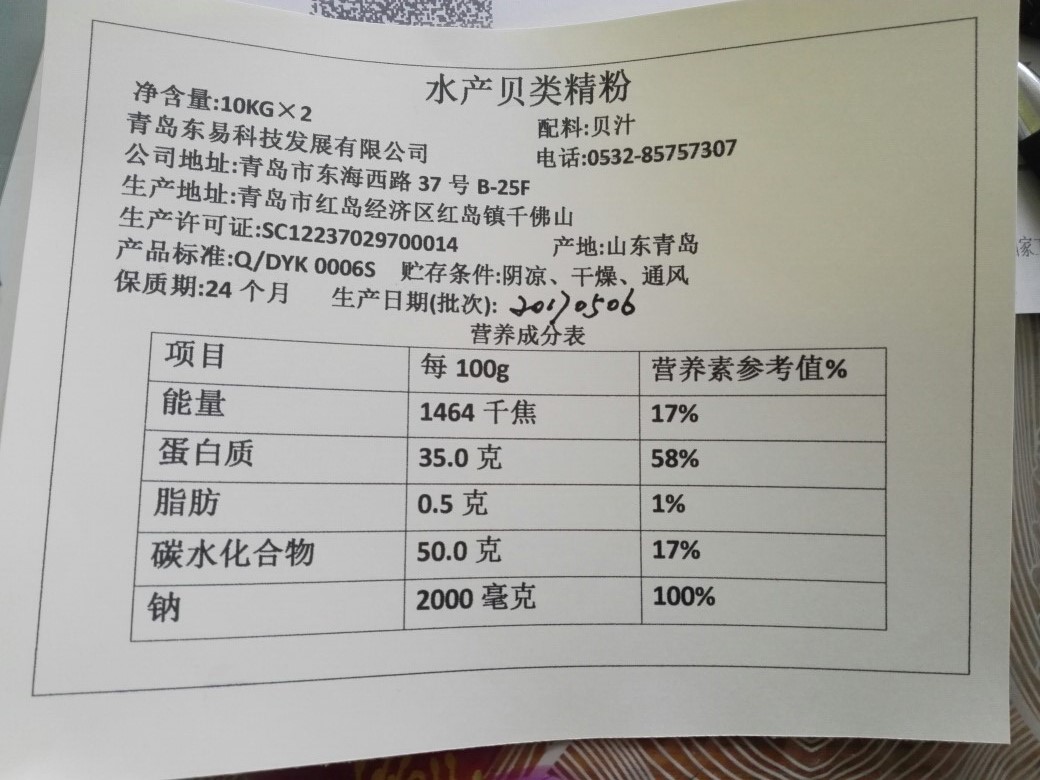 水产贝类精粉
净含量:10KG×2
配料:贝汁
青岛东易科技发展有限公司
电话:0532-85757307
公司地址:青岛市东海西路 37 号 B-25F
生产地址:青岛市红岛经济区红岛镇千佛山
生产许可证:SC12237029700014 产地:山东青岛
产品标准:Q/DYK 0006S 贮存条件:阴凉、干燥、通风
保质期:24 个月 生产日期(批次): 20170506
营养成分表
项目 每 100g 营养素参考值%
能量 1464 千焦 17%
蛋白质 35.0 克 58%
脂肪 0.5 克 1%
碳水化合物 50.0 克 17%
钠 2000 毫克 100%